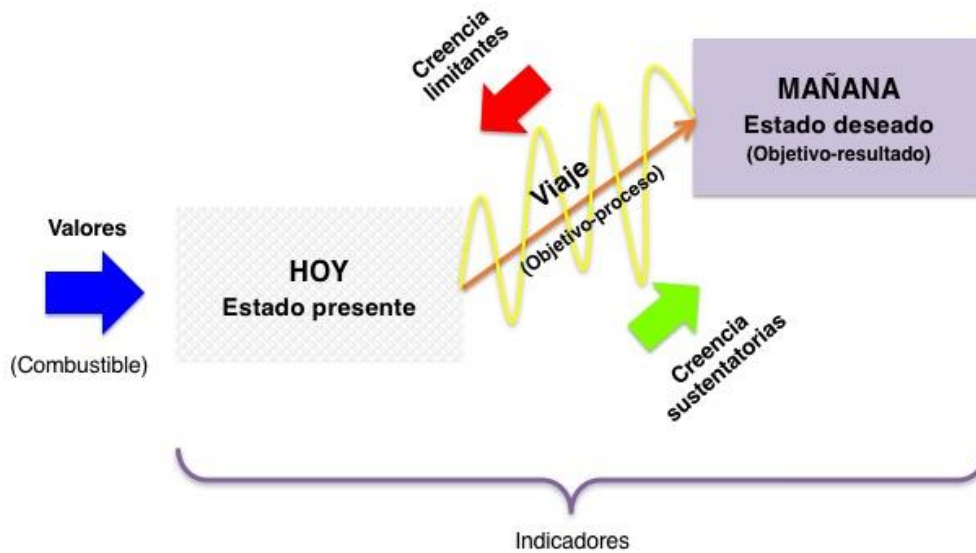 Creencia
limitantes
MAÑANA
Estado deseado
(Objetivo-resultado)
Viaje
(Objetivo-proceso)
Valores
HOY
Estado presente
(Combustible)
Creencia
sustentatorias
Indicadores